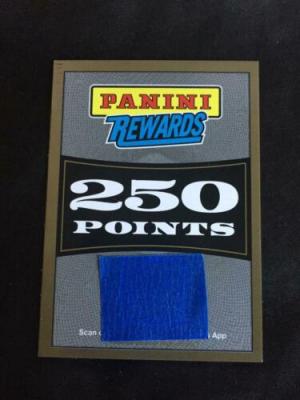 PANINI
REWARDS
250
POINTS
Scan
App